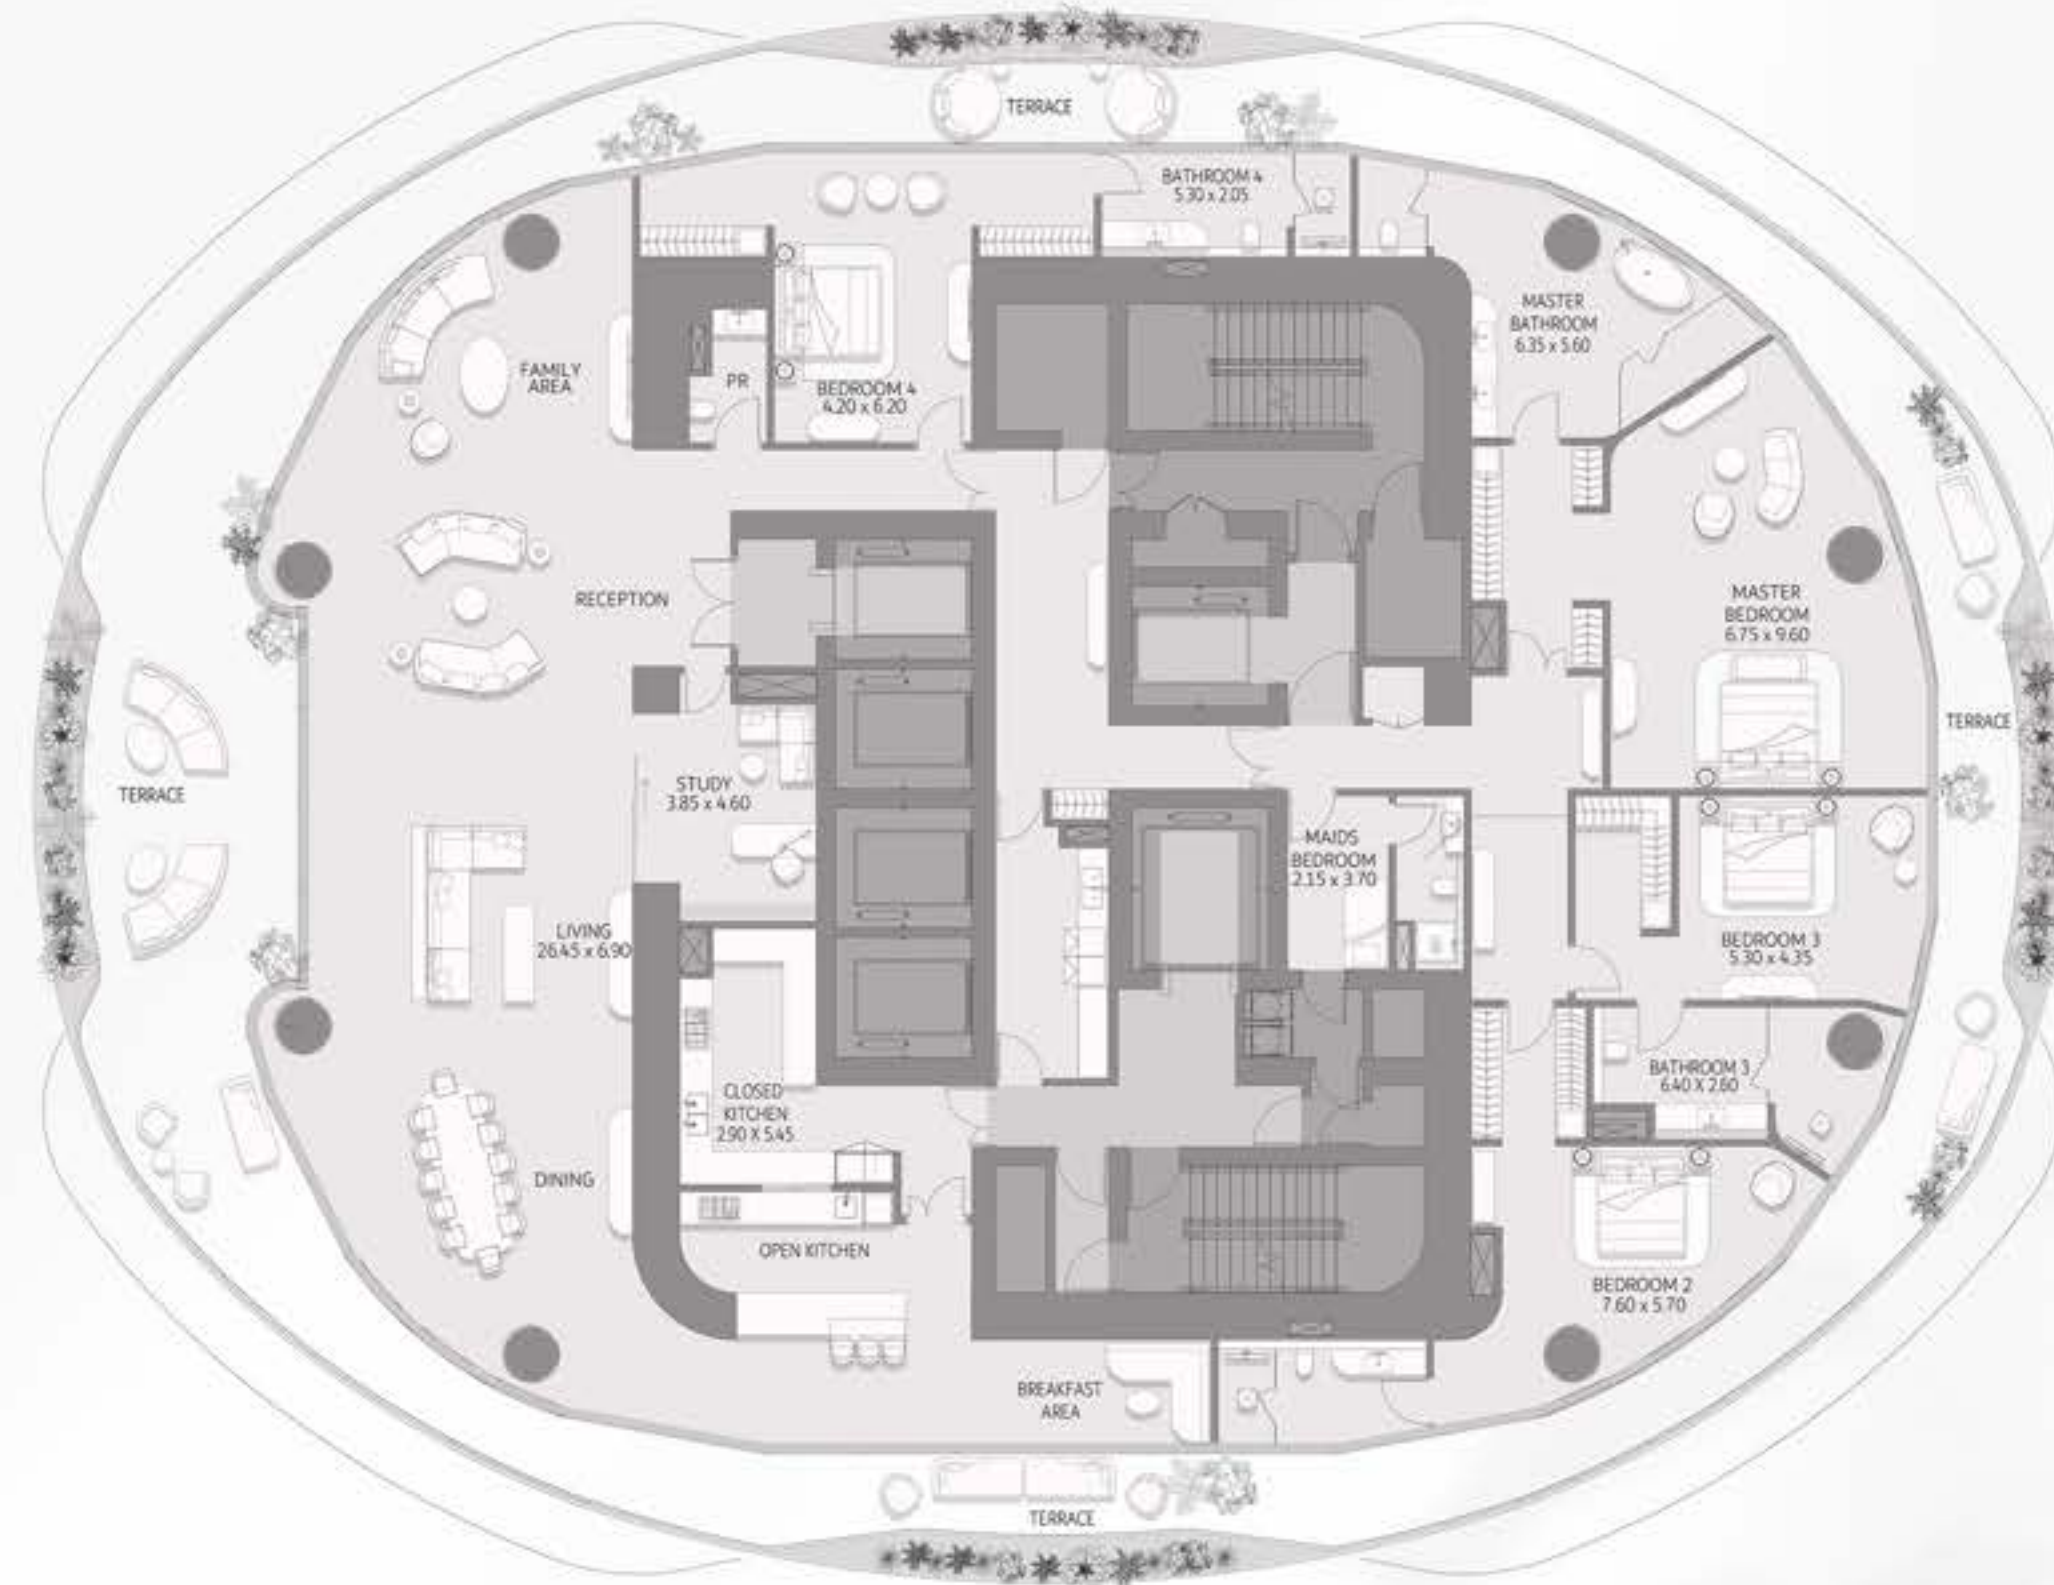 TERRACE
BATHROOM 4
5.30 x 2.05
MASTER
BATHROOM
6.35 x 5.60
FAMILY
AREA
PR
BEDROOM 4
4.20 x 6.20
RECEPTION
MASTER
BEDROOM
6.75 x 9.60
TERRACE
TERRACE
STUDY
3.85 x 4.60
MAIDS
BEDROOM
2.15 x 3.70
LIVING
26.45 x 6.90
BEDROOM 3
5.30 x 4.35
BATHROOM 3
6.40 X 2.60
CLOSED
KITCHEN
2.90 X 5.45
DINING
OPEN KITCHEN
BEDROOM 2
7.60 x 5.70
BREAKFAST
AREA
TERRACE